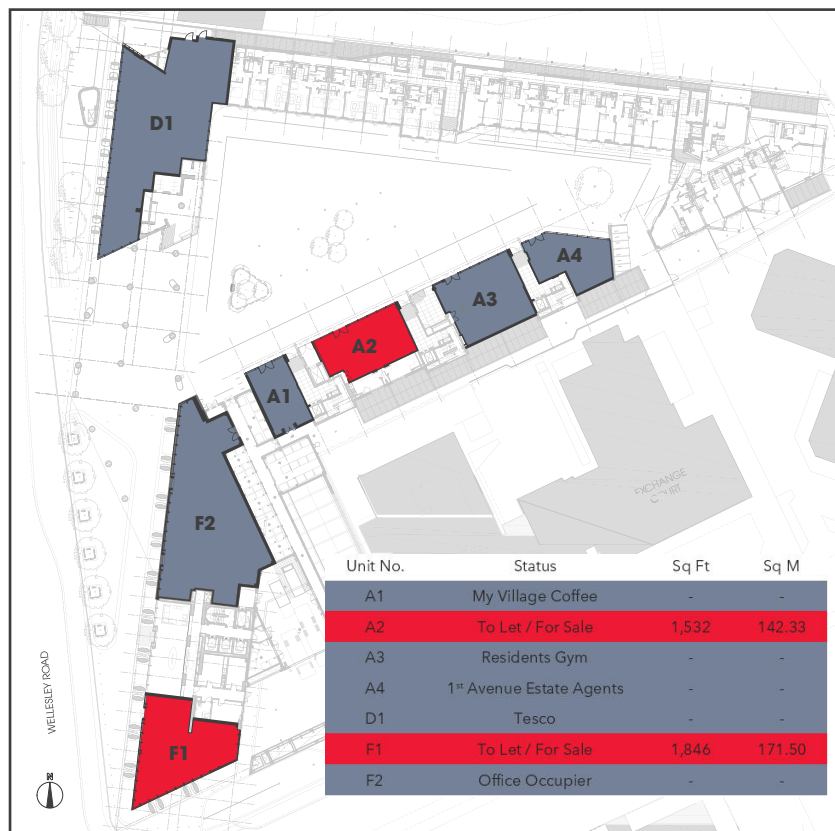 D1
A4
A3
A2
A1
F2
EXCHANGE
COURT
F1
WELLESLEY ROAD
N
Unit No. Status Sq Ft Sq M
A1 My Village Coffee - -
A2 To Let / For Sale 1,532 142.33
A3 Residents Gym - -
A4 1st Avenue Estate Agents - -
D1 Tesco - -
F1 To Let / For Sale 1,846 171.50
F2 Office Occupier - -